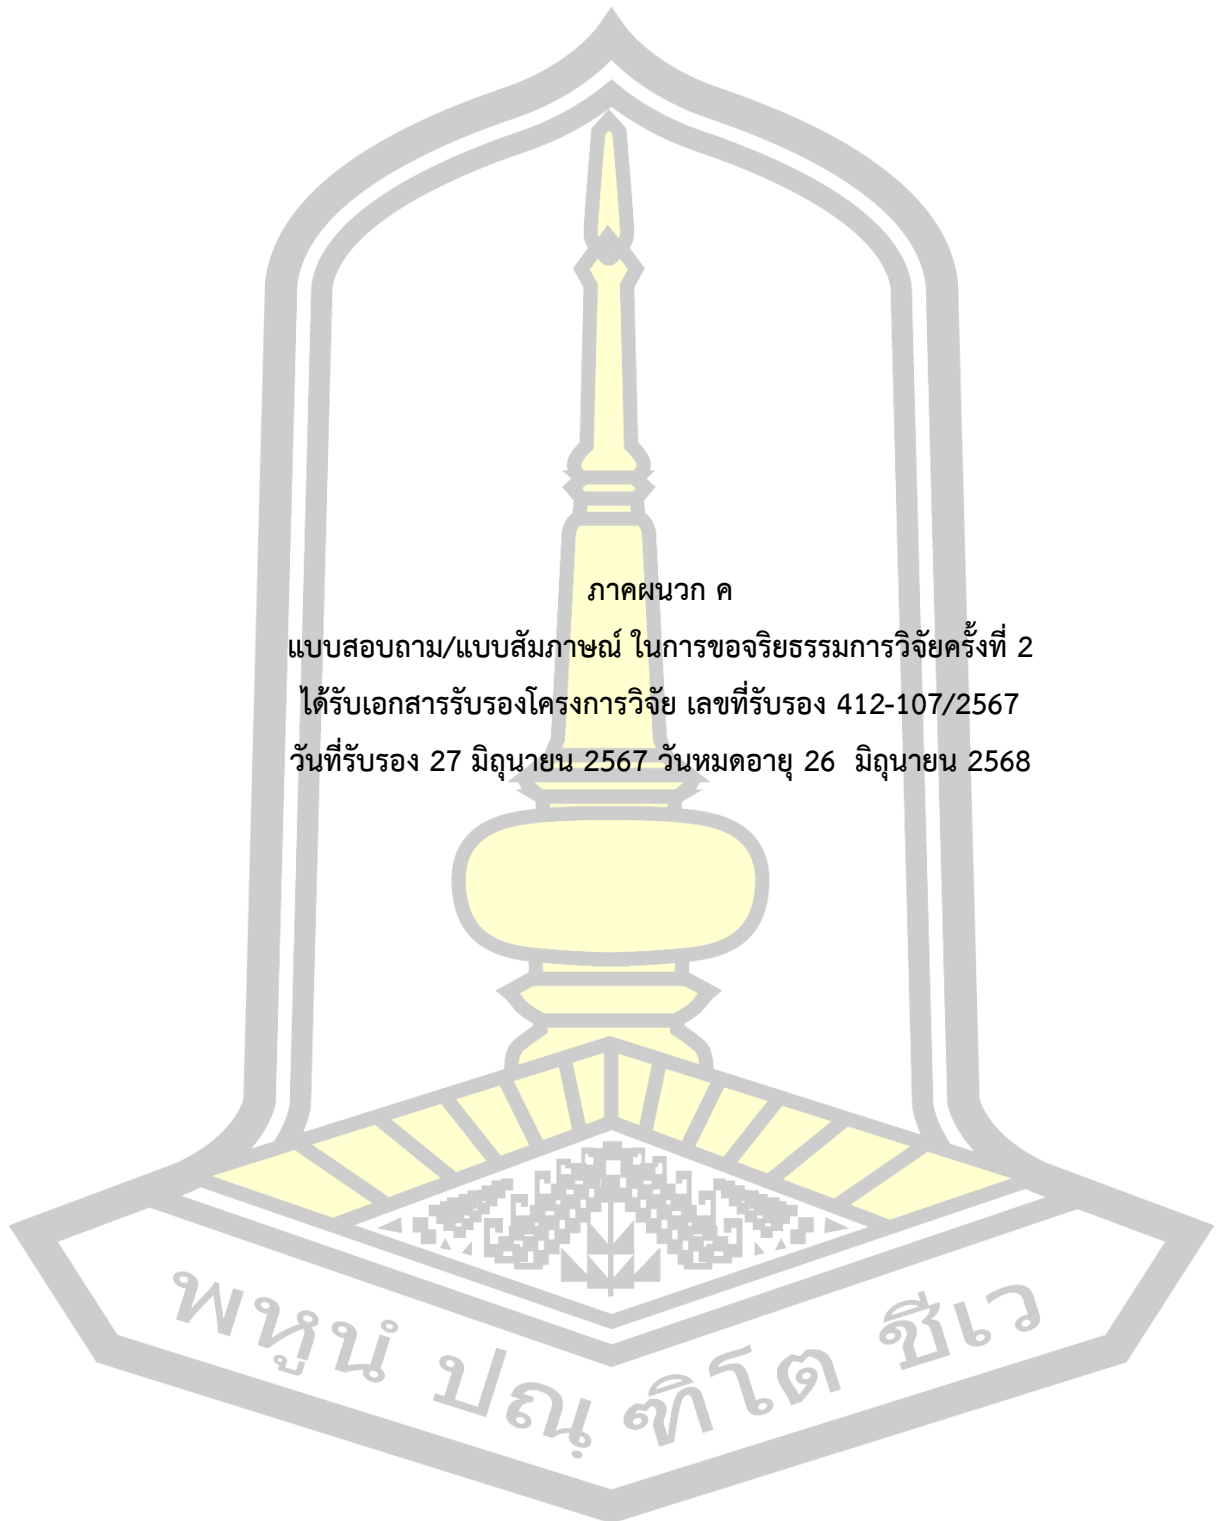 ภาคผนวก ค
แบบสอบถาม/แบบสัมภาษณ์ ในการขอจริยธรรมการวิจัยครั้งที่ 2
ได้รับเอกสารรับรองโครงการวิจัย เลขที่รับรอง 412-107/2567
วันที่รับรอง 27 มิถุนายน 2567 วันหมดอายุ 26 มิถุนายน 2568
พหูนํ ปณฺฑิโต ชีเว